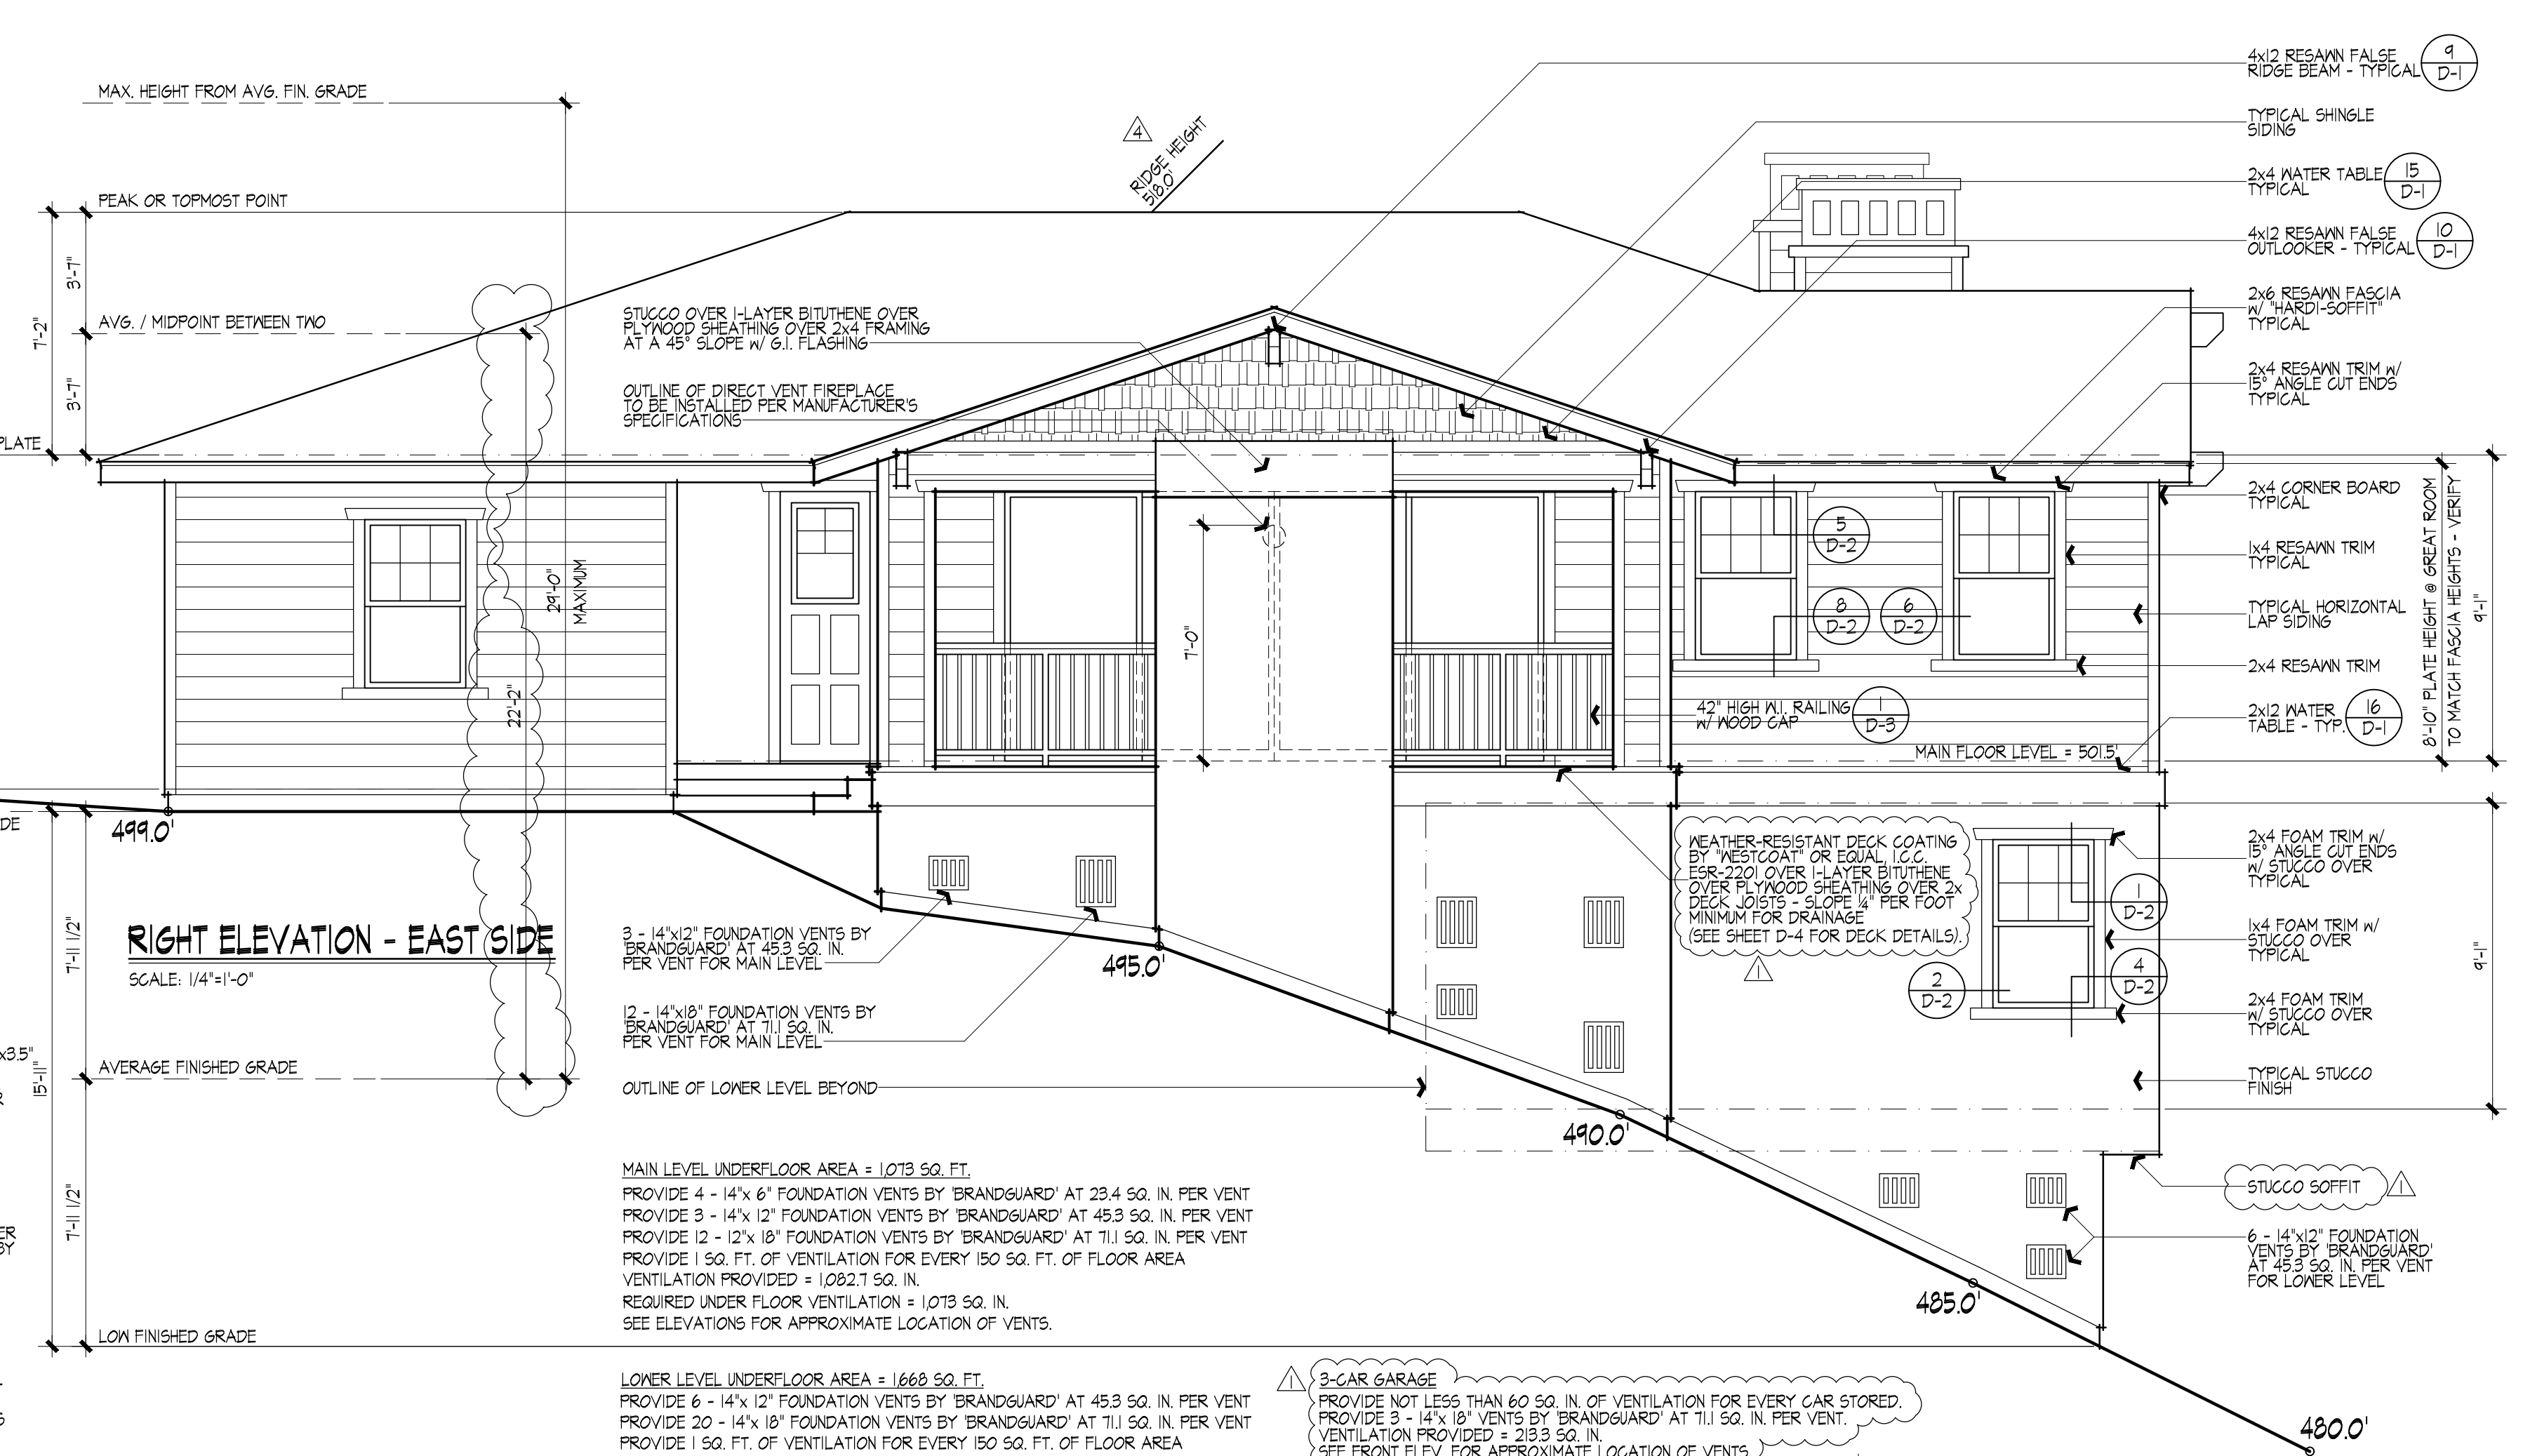 MAX. HEIGHT FROM AVG. FIN. GRADE
PEAK OR TOPMOST POINT
3'-7"
7'-2"
AVG. / MIDPOINT BETWEEN TWO
3'-7"
PLATE
4
RIDGE HEIGHT
518.0'
STUCCO OVER 1-LAYER BITUTHENE OVER
PLYWOOD SHEATHING OVER 2x4 FRAMING
AT A 45° SLOPE w/ G.I. FLASHING
OUTLINE OF DIRECT VENT FIREPLACE
TO BE INSTALLED PER MANUFACTURER'S
SPECIFICATIONS
29'-0"
MAXIMUM
22'-2"
7'-0"
4x12 RESAWN FALSE
RIDGE BEAM - TYPICAL
9
D-1
TYPICAL SHINGLE
SIDING
2x4 WATER TABLE
TYPICAL
15
D-1
4x12 RESAWN FALSE
OUTLOOKER - TYPICAL
10
D-1
2x6 RESAWN FASCIA
w/ "HARDI-SOFFIT"
TYPICAL
2x4 RESAWN TRIM w/
15° ANGLE CUT ENDS
TYPICAL
2x4 CORNER BOARD
TYPICAL
1x4 RESAWN TRIM
TYPICAL
TYPICAL HORIZONTAL
LAP SIDING
2x4 RESAWN TRIM
2x12 WATER
TABLE - TYP.
16
D-1
8'-10" PLATE HEIGHT @ GREAT ROOM
TO MATCH FASCIA HEIGHTS - VERIFY
9'-1"
5
D-2
8
D-2
6
D-2
42" HIGH W.I. RAILING
w/ WOOD CAP
1
D-3
MAIN FLOOR LEVEL = 501.5'
DE
499.0'
7'-11 1/2"
RIGHT ELEVATION - EAST SIDE
SCALE: 1/4"=1'-0"
3 - 14"x12" FOUNDATION VENTS BY
'BRANDGUARD' AT 45.3 SQ. IN.
PER VENT FOR MAIN LEVEL
495.0'
12 - 14"x18" FOUNDATION VENTS BY
'BRANDGUARD' AT 71.1 SQ. IN.
PER VENT FOR MAIN LEVEL
OUTLINE OF LOWER LEVEL BEYOND
WEATHER-RESISTANT DECK COATING
BY "WESTCOAT" OR EQUAL, I.C.C.
ESR-2201 OVER 1-LAYER BITUTHENE
OVER PLYWOOD SHEATHING OVER 2x
DECK JOISTS - SLOPE ¼" PER FOOT
MINIMUM FOR DRAINAGE
(SEE SHEET D-4 FOR DECK DETAILS).
1
1
D-2
4
D-2
2
D-2
2x4 FOAM TRIM w/
15° ANGLE CUT ENDS
w/ STUCCO OVER
TYPICAL
1x4 FOAM TRIM w/
STUCCO OVER
TYPICAL
2x4 FOAM TRIM
w/ STUCCO OVER
TYPICAL
TYPICAL STUCCO
FINISH
9'-1"
x3.5"
15'-11"
AVERAGE FINISHED GRADE
490.0'
STUCCO SOFFIT
1
6 - 14"x12" FOUNDATION
VENTS BY 'BRANDGUARD'
AT 45.3 SQ. IN. PER VENT
FOR LOWER LEVEL
7'-11 1/2"
ER
BY
MAIN LEVEL UNDERFLOOR AREA = 1,073 SQ. FT.
PROVIDE 4 - 14"x 6" FOUNDATION VENTS BY 'BRANDGUARD' AT 23.4 SQ. IN. PER VENT
PROVIDE 3 - 14"x 12" FOUNDATION VENTS BY 'BRANDGUARD' AT 45.3 SQ. IN. PER VENT
PROVIDE 12 - 12"x 18" FOUNDATION VENTS BY 'BRANDGUARD' AT 71.1 SQ. IN. PER VENT
PROVIDE 1 SQ. FT. OF VENTILATION FOR EVERY 150 SQ. FT. OF FLOOR AREA
VENTILATION PROVIDED = 1,082.7 SQ. IN.
REQUIRED UNDER FLOOR VENTILATION = 1,073 SQ. IN.
SEE ELEVATIONS FOR APPROXIMATE LOCATION OF VENTS.
485.0'
LOW FINISHED GRADE
LOWER LEVEL UNDERFLOOR AREA = 1,668 SQ. FT.
PROVIDE 6 - 14"x 12" FOUNDATION VENTS BY 'BRANDGUARD' AT 45.3 SQ. IN. PER VENT
PROVIDE 20 - 14"x 18" FOUNDATION VENTS BY 'BRANDGUARD' AT 71.1 SQ. IN. PER VENT
PROVIDE 1 SQ. FT. OF VENTILATION FOR EVERY 150 SQ. FT. OF FLOOR AREA
1
3-CAR GARAGE
PROVIDE NOT LESS THAN 60 SQ. IN. OF VENTILATION FOR EVERY CAR STORED.
PROVIDE 3 - 14"x 18" VENTS BY 'BRANDGUARD' AT 71.1 SQ. IN. PER VENT.
VENTILATION PROVIDED = 213.3 SQ. IN.
SEE FRONT ELEV. FOR APPROXIMATE LOCATION OF VENTS.
480.0'